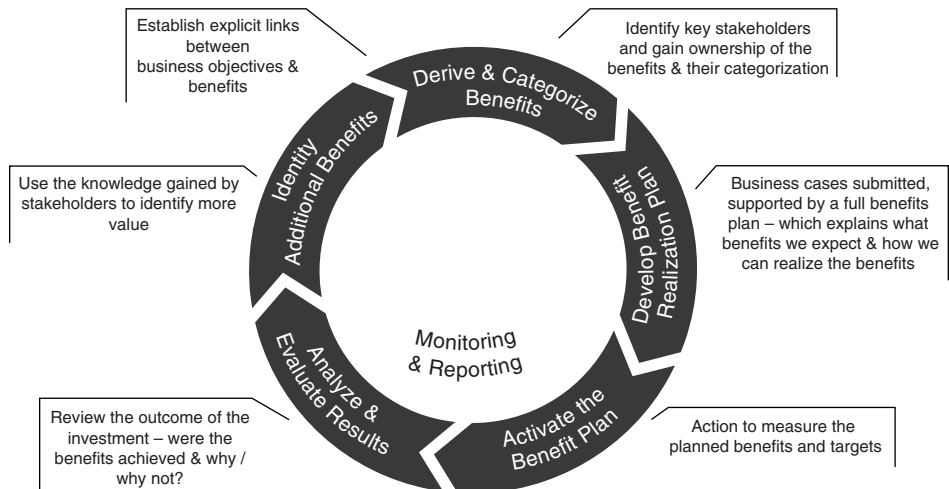 Establish explicit links
between
business objectives &
benefits
Identify key stakeholders
and gain ownership of the
benefits & their categorization
Derive & Categorize
Benefits
Identity
Additional Benefits
Use the knowledge gained by
stakeholders to identify more
value
Develop Benefit
Realization Plan
Business cases submitted,
supported by a full benefits
plan – which explains what
benefits we expect & how we
can realize the benefits
Monitoring
& Reporting
Analyze &
Evaluate Results
Review the outcome of the
investment – were the
benefits achieved & why /
why not?
Activate the
Benefit Plan
Action to measure the
planned benefits and targets